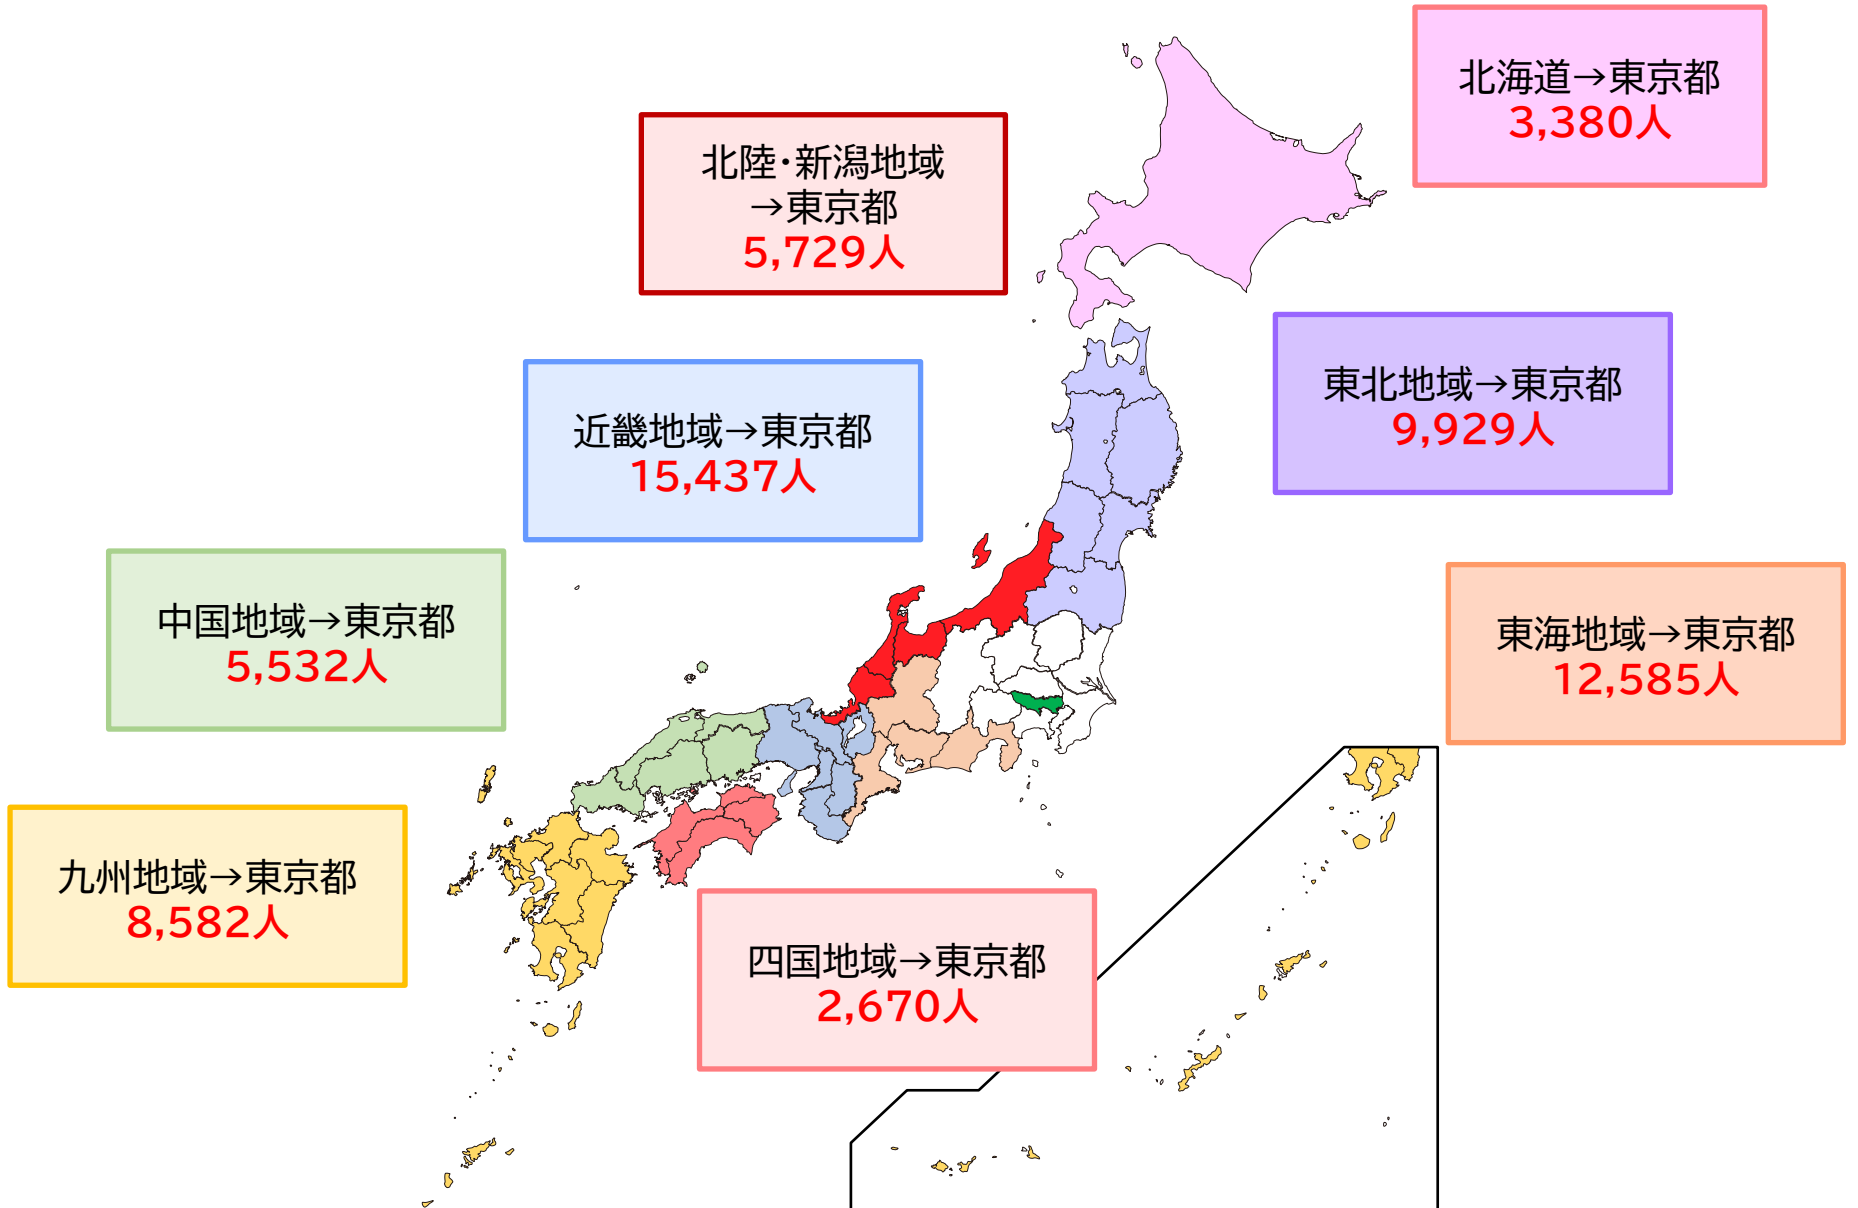 北海道→東京都
3,380人
北陸・新潟地域
→東京都
5,729人
東北地域→東京都
9,929人
近畿地域→東京都
15,437人
中国地域→東京都
5,532人
東海地域→東京都
12,585人
九州地域→東京都
8,582人
四国地域→東京都
2,670人